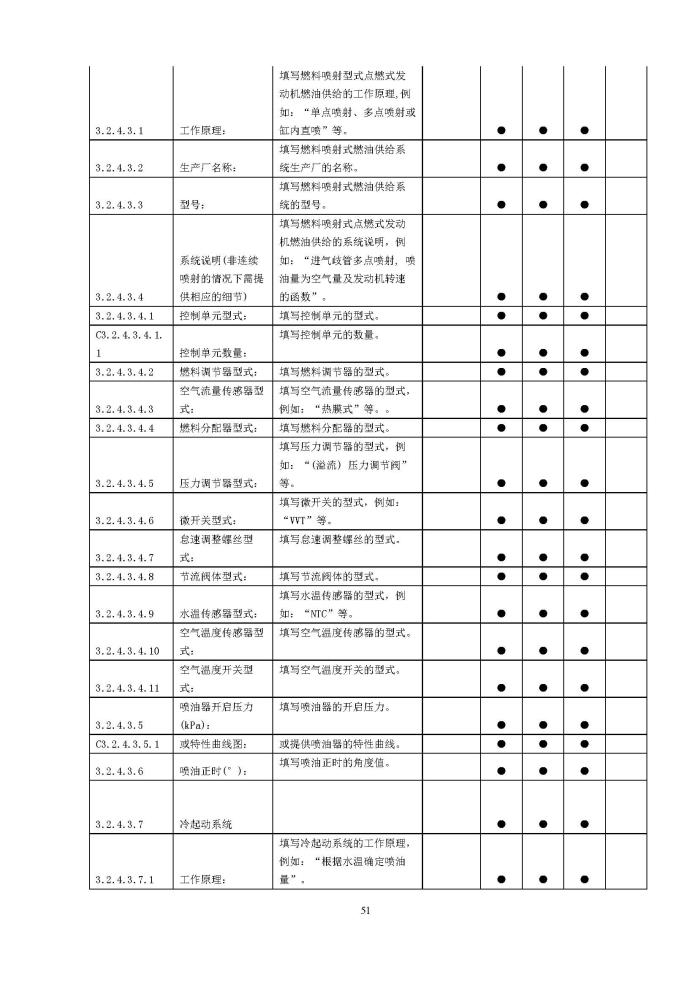 填写燃料喷射型式点燃式发
动机燃油供给的工作原理,例
如：“单点喷射、多点喷射或
3.2.4.3.1 工作原理： 缸内直喷”等。 ● ● ●
填写燃料喷射式燃油供给系
3.2.4.3.2 生产厂名称： 统生产厂的名称。 ● ● ●
填写燃料喷射式燃油供给系
3.2.4.3.3 型号： 统的型号。 ● ● ●
填写燃料喷射式点燃式发动
机燃油供给的系统说明，例
系统说明(非连续 如：“进气歧管多点喷射，喷
喷射的情况下需提 油量为空气量及发动机转速
3.2.4.3.4 供相应的细节) 的函数”。 ● ● ●
3.2.4.3.4.1 控制单元型式： 填写控制单元的型式。 ● ● ●
C3.2.4.3.4.1. 填写控制单元的数量。
1 控制单元数量： ● ● ●
3.2.4.3.4.2 燃料调节器型式： 填写燃料调节器的型式。 ● ● ●
空气流量传感器型 填写空气流量传感器的型式，
3.2.4.3.4.3 式： 例如：“热膜式”等。。 ● ● ●
3.2.4.3.4.4 燃料分配器型式： 填写燃料分配器的型式。 ● ● ●
填写压力调节器的型式，例
如：“(溢流) 压力调节阀”
3.2.4.3.4.5 压力调节器型式： 等。 ● ● ●
填写微开关的型式，例如：
3.2.4.3.4.6 微开关型式： “VVT”等。 ● ● ●
怠速调整螺丝型 填写怠速调整螺丝的型式。
3.2.4.3.4.7 式： ● ● ●
3.2.4.3.4.8 节流阀体型式： 填写节流阀体的型式。 ● ● ●
填写水温传感器的型式，例
3.2.4.3.4.9 水温传感器型式： 如：“NTC”等。 ● ● ●
空气温度传感器型 填写空气温度传感器的型式。
3.2.4.3.4.10 式： ● ● ●
空气温度开关型 填写空气温度开关的型式。
3.2.4.3.4.11 式： ● ● ●
喷油器开启压力 填写喷油器的开启压力。
3.2.4.3.5 (kPa)： ● ● ●
C3.2.4.3.5.1 或特性曲线图： 或提供喷油器的特性曲线。 ● ● ●
填写喷油正时的角度值。
3.2.4.3.6 喷油正时(°)： ● ● ●
3.2.4.3.7 冷起动系统 ● ● ●
填写冷起动系统的工作原理，
例如：“根据水温确定喷油
3.2.4.3.7.1 工作原理： 量”。 ● ● ●
51